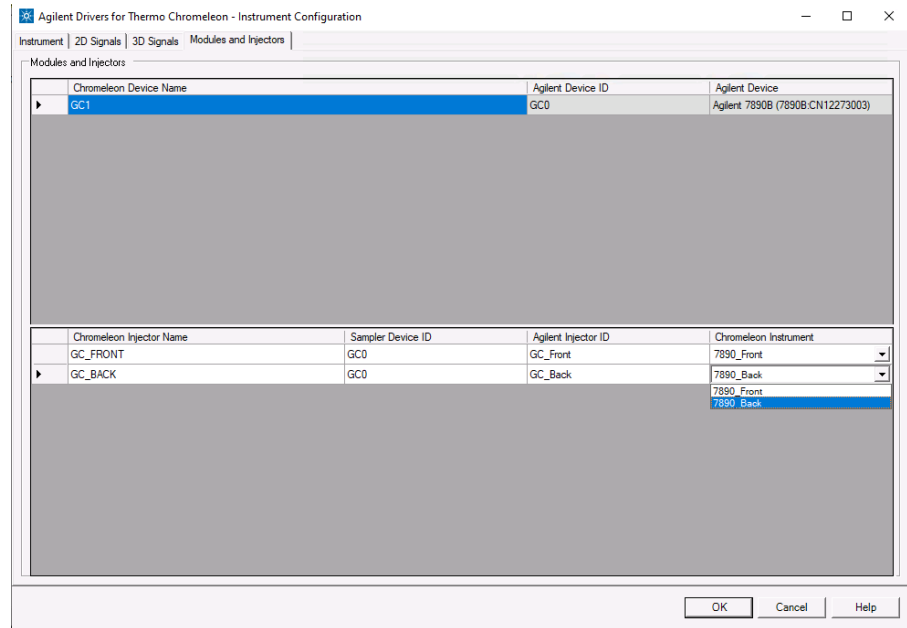 Agilent Drivers for Thermo Chromeleon - Instrument Configuration
Instrument 2D Signals 3D Signals Modules and Injectors
Modules and Injectors
Chromeleon Device Name Agilent Device ID Agilent Device
GC1 GC0 Agilent 7890B (7890B:CN12273003)
Chromeleon Injector Name Sampler Device ID Agilent Injector ID Chromeleon Instrument
GC_FRONT GC0 GC_Front 7890_Front
GC_BACK GC0 GC_Back 7890_Back
7890_Front
7890_Back
OK Cancel Help